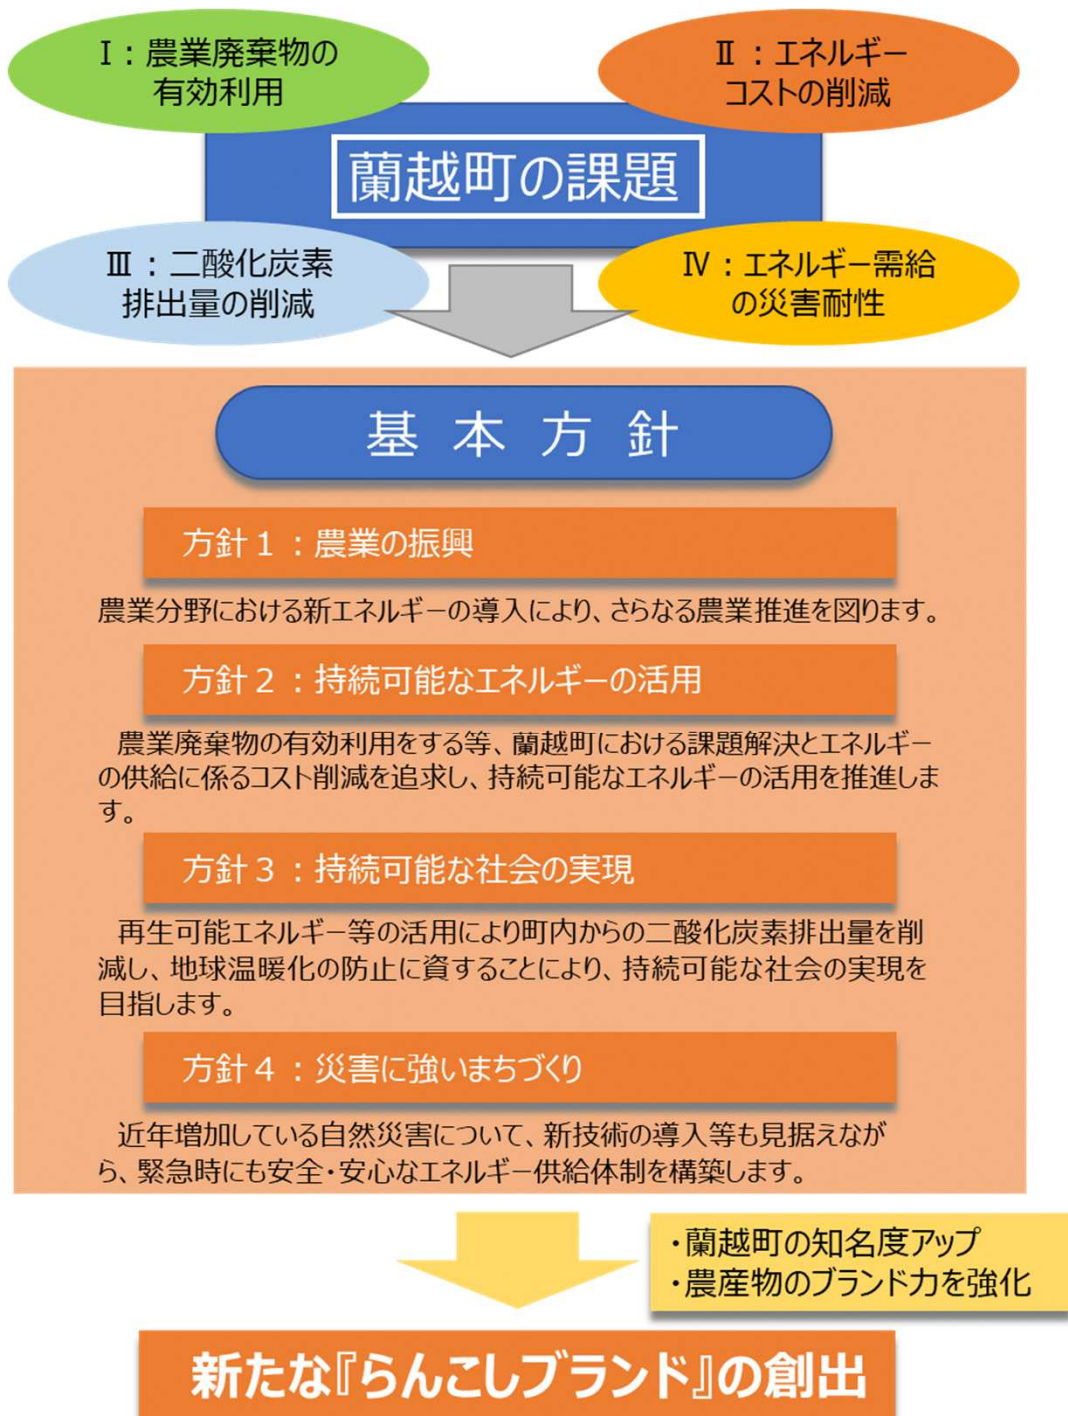 Ⅰ：農業廃棄物の
有効利用
Ⅱ：エネルギー
コストの削減
蘭越町の課題
Ⅲ：二酸化炭素
排出量の削減
Ⅳ：エネルギー需給
の災害耐性
基本方針
方針１：農業の振興
農業分野における新エネルギーの導入により、さらなる農業推進を図ります。
方針２：持続可能なエネルギーの活用
農業廃棄物の有効利用をする等、蘭越町における課題解決とエネルギー
の供給に係るコスト削減を追求し、持続可能なエネルギーの活用を推進しま
す。
方針３：持続可能な社会の実現
再生可能エネルギー等の活用により町内からの二酸化炭素排出量を削
減し、地球温暖化の防止に資することにより、持続可能な社会の実現を
目指します。
方針４：災害に強いまちづくり
近年増加している自然災害について、新技術の導入等も見据えなが
ら、緊急時にも安全・安心なエネルギー供給体制を構築します。
・蘭越町の知名度アップ
・農産物のブランド力を強化
新たな『らんこしブランド』の創出